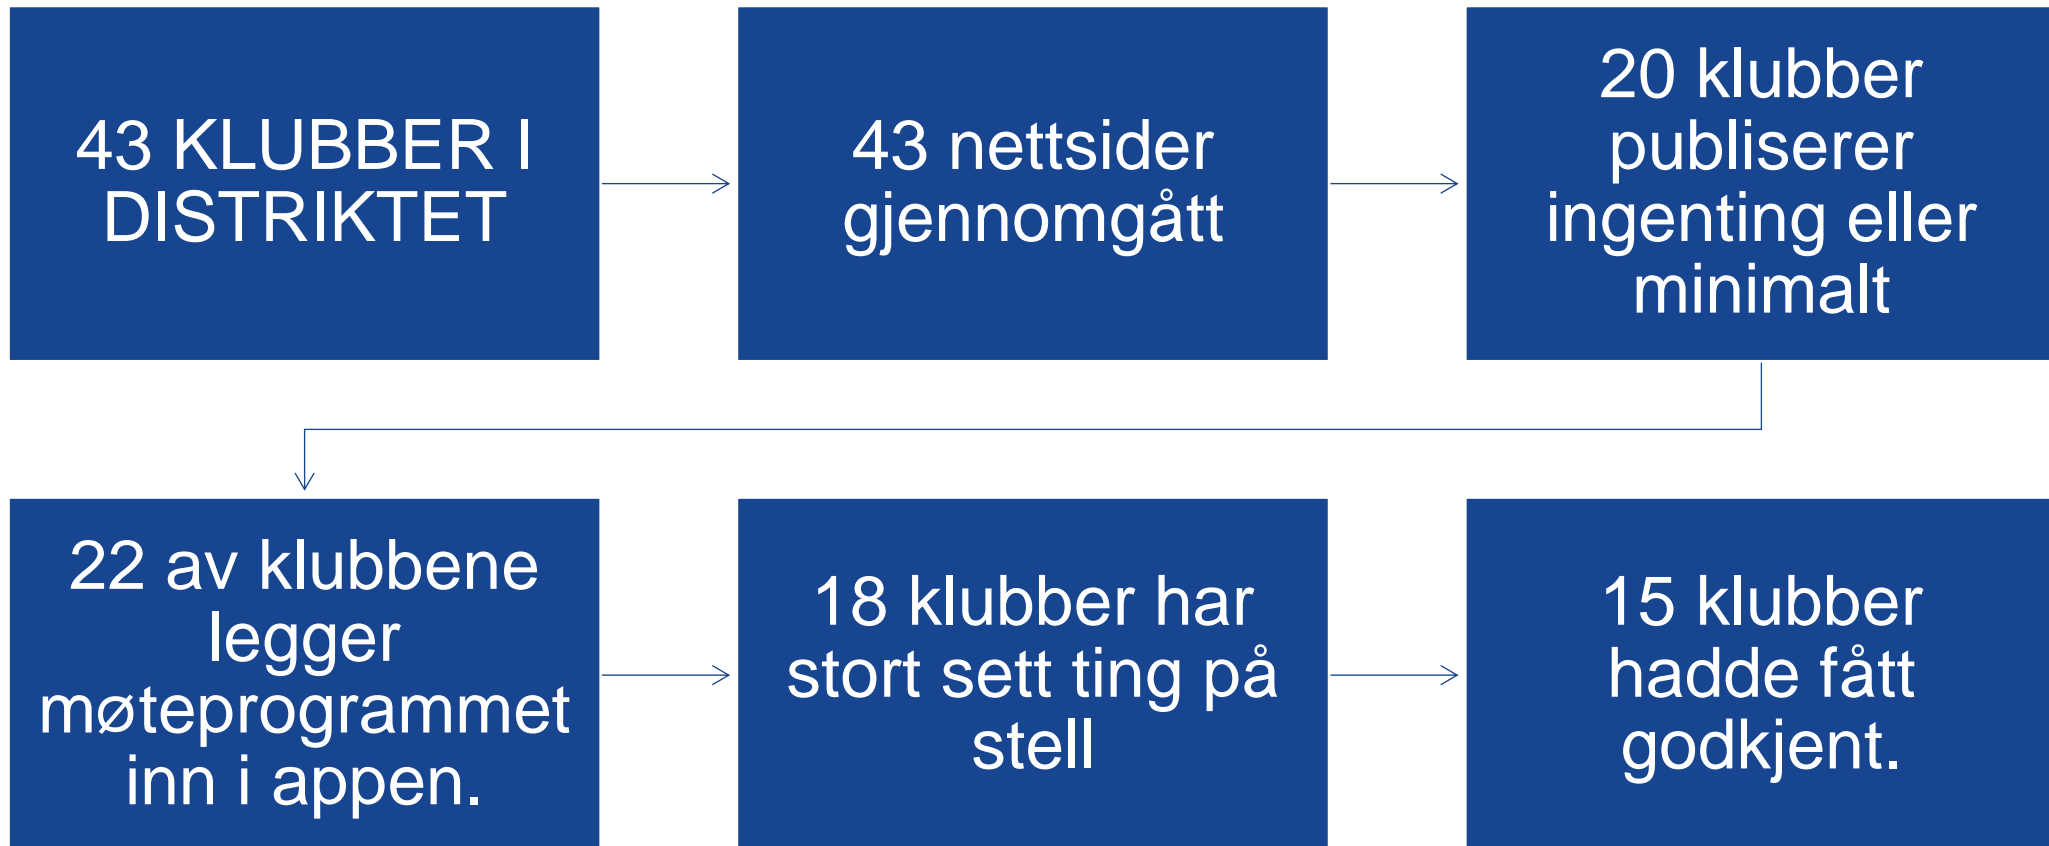 43 KLUBBER I
DISTRIKTET
43 nettsider
gjennomgått
20 klubber
publiserer
ingenting eller
minimalt
22 av klubbene
legger
møteprogrammet
inn i appen.
18 klubber har
stort sett ting på
stell
15 klubber
hadde fått
godkjent.